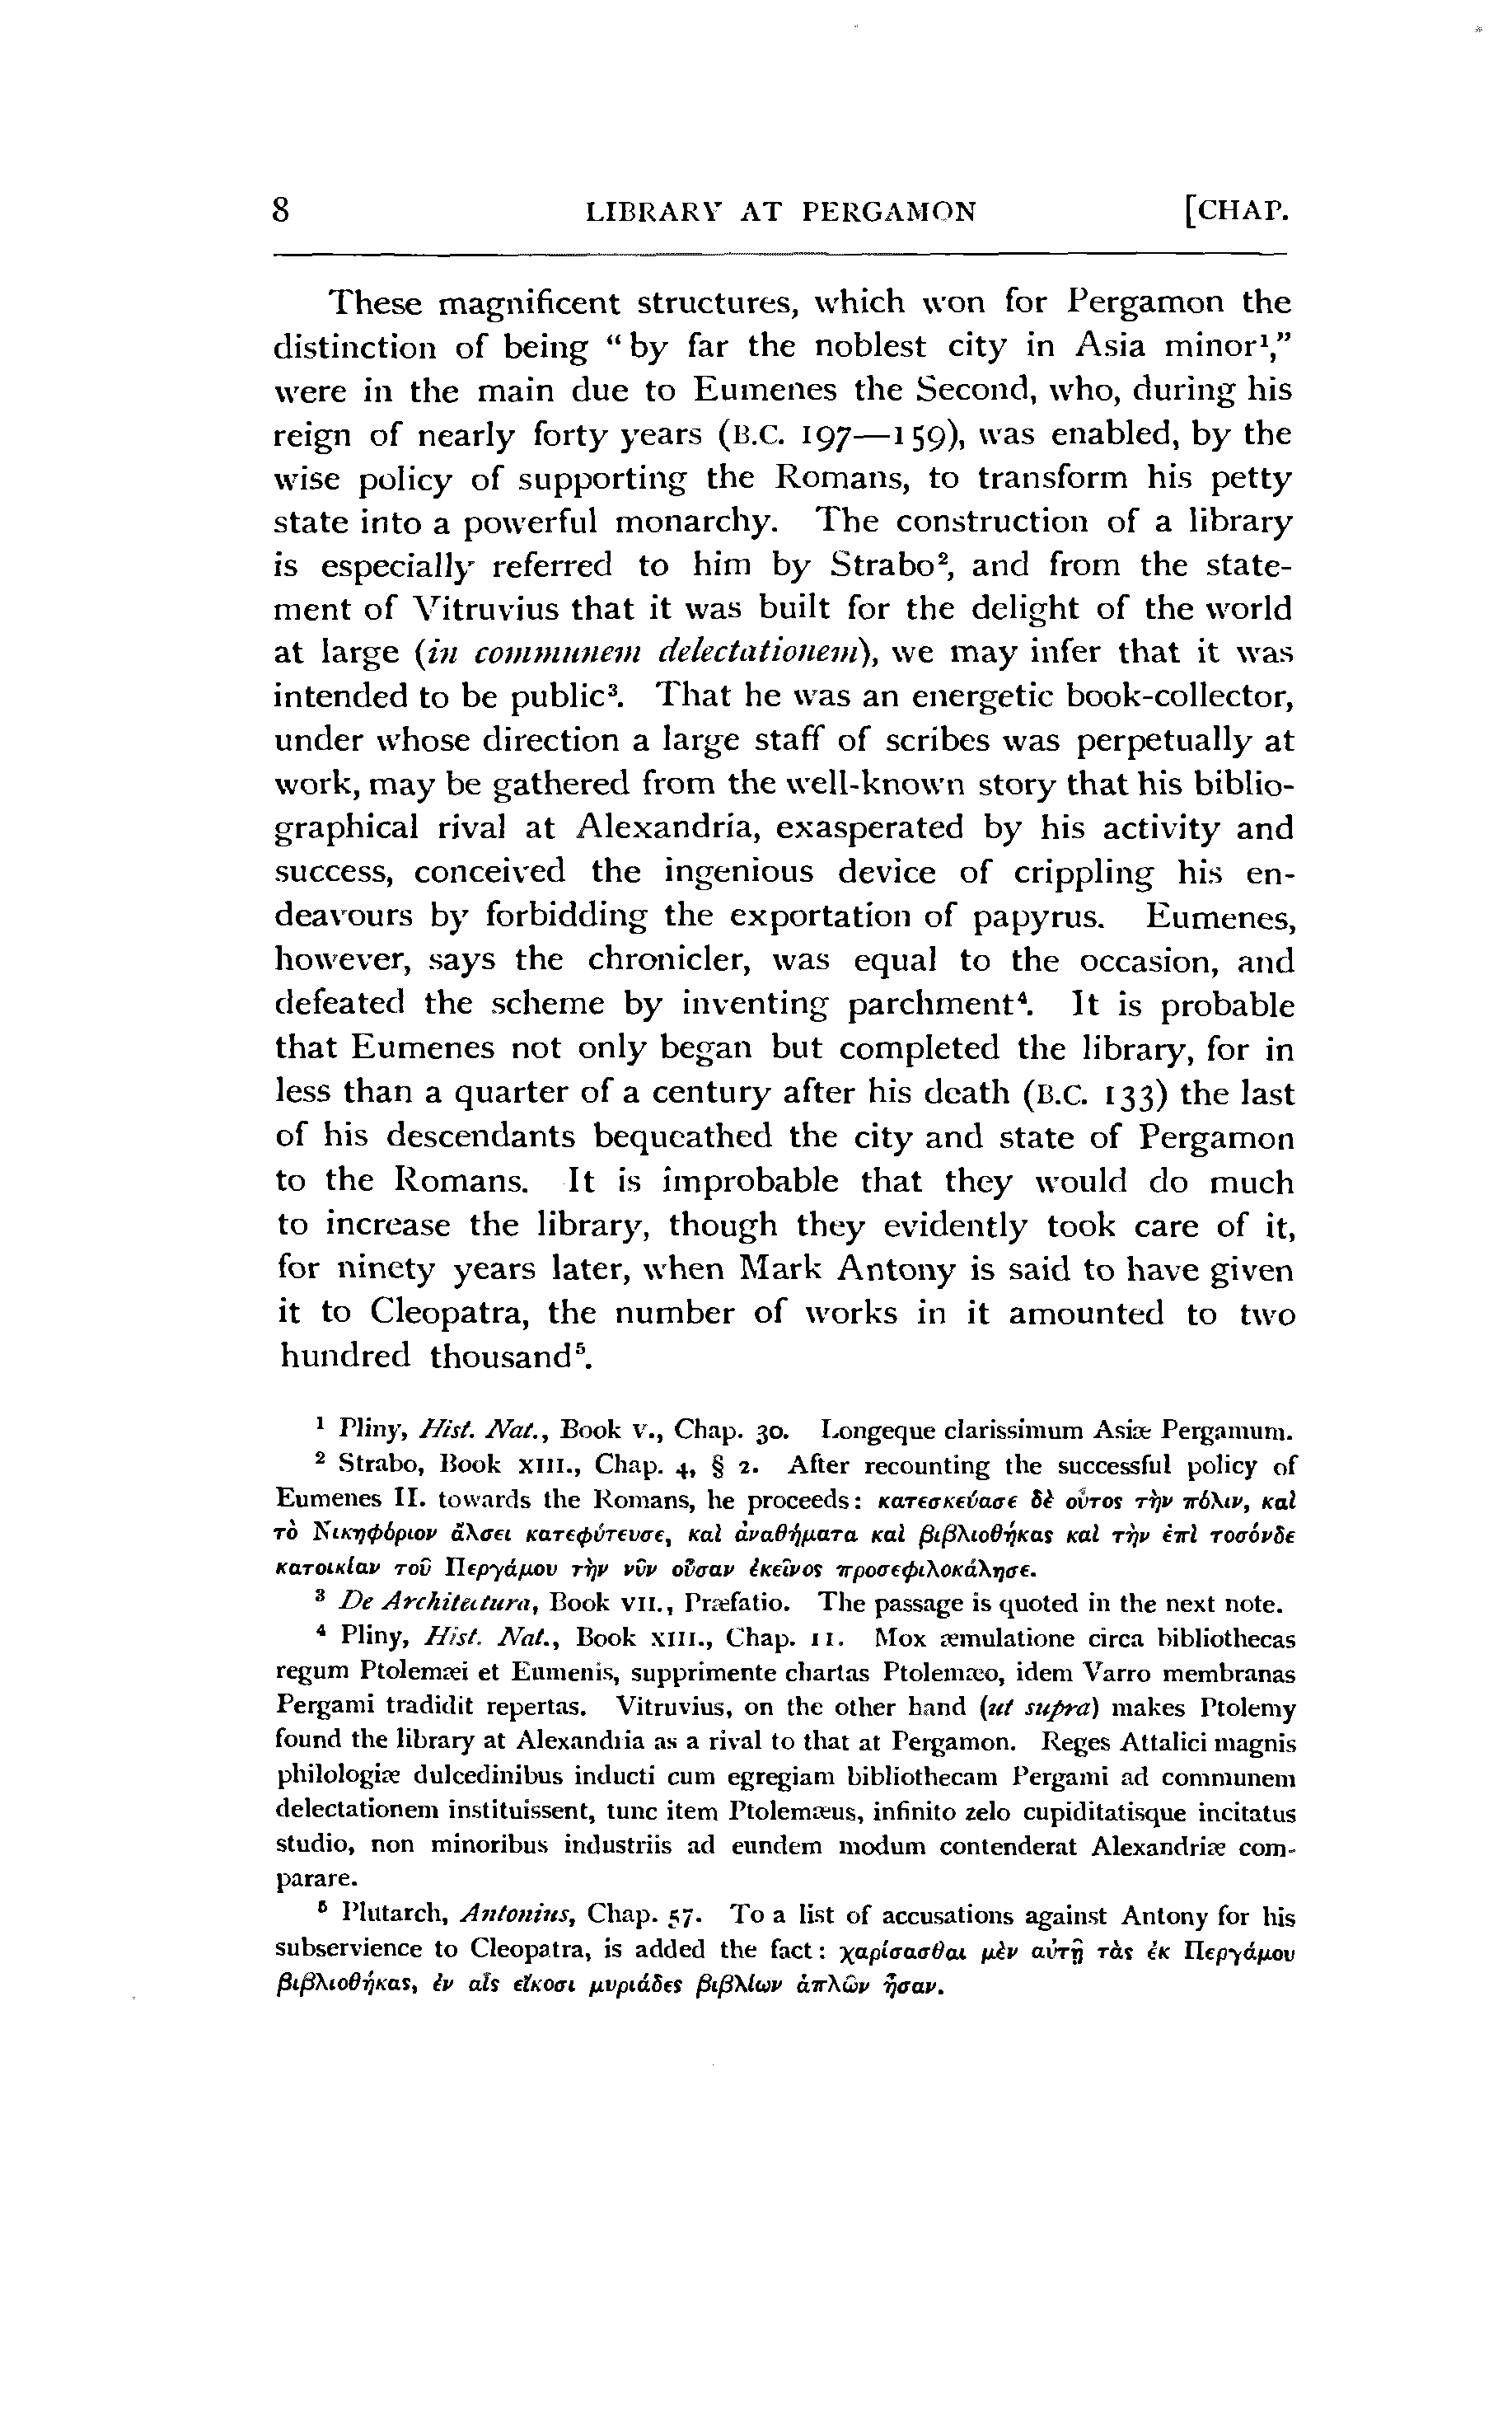 8 LIBRARY AT PERGAMON [CHAP.
These magnificent structures, which won for Pergamon the
distinction of being “by far the noblest city in Asia minor¹,”
were in the main due to Eumenes the Second, who, during his
reign of nearly forty years (B.C. 197—159), was enabled, by the
wise policy of supporting the Romans, to transform his petty
state into a powerful monarchy. The construction of a library
is especially referred to him by Strabo², and from the state-
ment of Vitruvius that it was built for the delight of the world
at large (in communem delectationem), we may infer that it was
intended to be public³. That he was an energetic book-collector,
under whose direction a large staff of scribes was perpetually at
work, may be gathered from the well-known story that his biblio-
graphical rival at Alexandria, exasperated by his activity and
success, conceived the ingenious device of crippling his en-
deavours by forbidding the exportation of papyrus. Eumenes,
however, says the chronicler, was equal to the occasion, and
defeated the scheme by inventing parchment⁴. It is probable
that Eumenes not only began but completed the library, for in
less than a quarter of a century after his death (B.C. 133) the last
of his descendants bequeathed the city and state of Pergamon
to the Romans. It is improbable that they would do much
to increase the library, though they evidently took care of it,
for ninety years later, when Mark Antony is said to have given
it to Cleopatra, the number of works in it amounted to two
hundred thousand⁵.
¹ Pliny, Hist. Nat., Book V., Chap. 30. Longeque clarissimum Asiæ Pergamum.
² Strabo, Book XIII., Chap. 4, § 2. After recounting the successful policy of
Eumenes II. towards the Romans, he proceeds: κατεσκεύασε δὲ οὗτος τὴν πόλιν, καὶ
τὸ Νικηφόριον ἄλσει κατεφύτευσε, καὶ ἀναθήματα καὶ βιβλιοθήκας καὶ τὴν ἐπὶ τοσόνδε
κατοικίαν τοῦ Περγάμου τὴν νῦν οὖσαν ἐκεῖνος προσεφιλοκάλησε.
³ De Architectura, Book VII., Præfatio. The passage is quoted in the next note.
⁴ Pliny, Hist. Nat., Book XIII., Chap. 11. Mox æmulatione circa bibliothecas
regum Ptolemæi et Eumenis, supprimente chartas Ptolemæo, idem Varro membranas
Pergami tradidit repertas. Vitruvius, on the other hand (ut supra) makes Ptolemy
found the library at Alexandria as a rival to that at Pergamon. Reges Attalici magnis
philologiæ dulcedinibus inducti cum egregiam bibliothecam Pergami ad communem
delectationem instituissent, tunc item Ptolemæus, infinito zelo cupiditatisque incitatus
studio, non minoribus industriis ad eundem modum contenderat Alexandriæ com-
parare.
⁵ Plutarch, Antonius, Chap. 57. To a list of accusations against Antony for his
subservience to Cleopatra, is added the fact: χαρίσασθαι μὲν αὐτῇ τὰς ἐκ Περγάμου
βιβλιοθήκας, ἐν αἷς εἴκοσι μυριάδες βιβλίων ἁπλῶν ἦσαν.